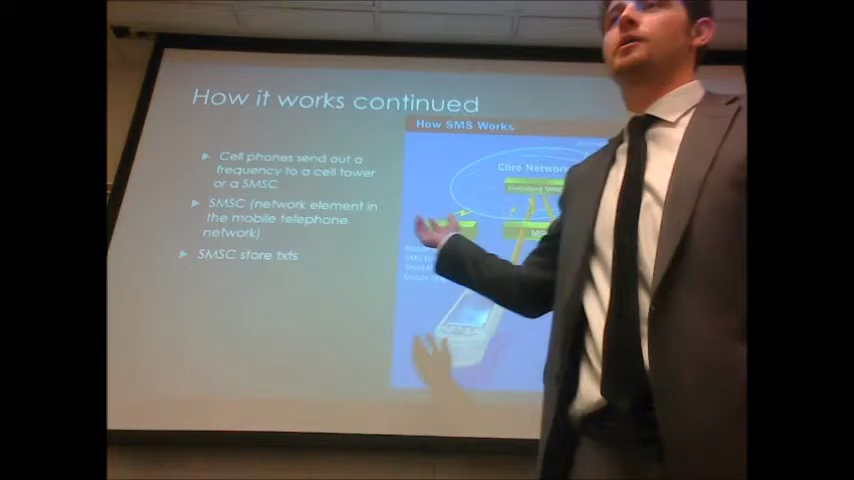 How it works continued
How SMS Works
Cell phones send out a
frequency to a cell tower
or a SMSC
SMSC (network element in
the mobile telephone
network)
SMSC store txts
Core Network